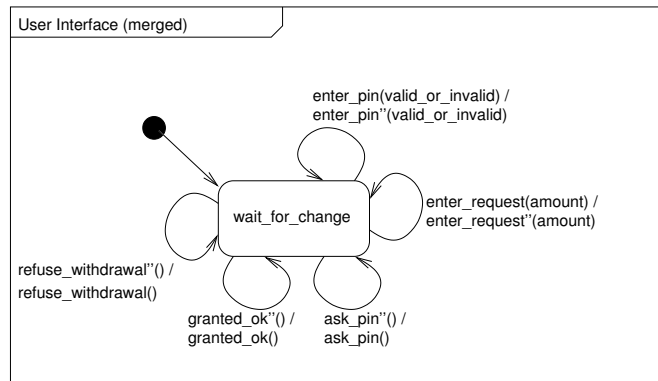 User Interface (merged)
enter_pin(valid_or_invalid) /
enter_pin’’(valid_or_invalid)
wait_for_change
enter_request(amount) /
enter_request’’(amount)
refuse_withdrawal’’() /
refuse_withdrawal()
granted_ok’’() /
granted_ok()
ask_pin’’() /
ask_pin()